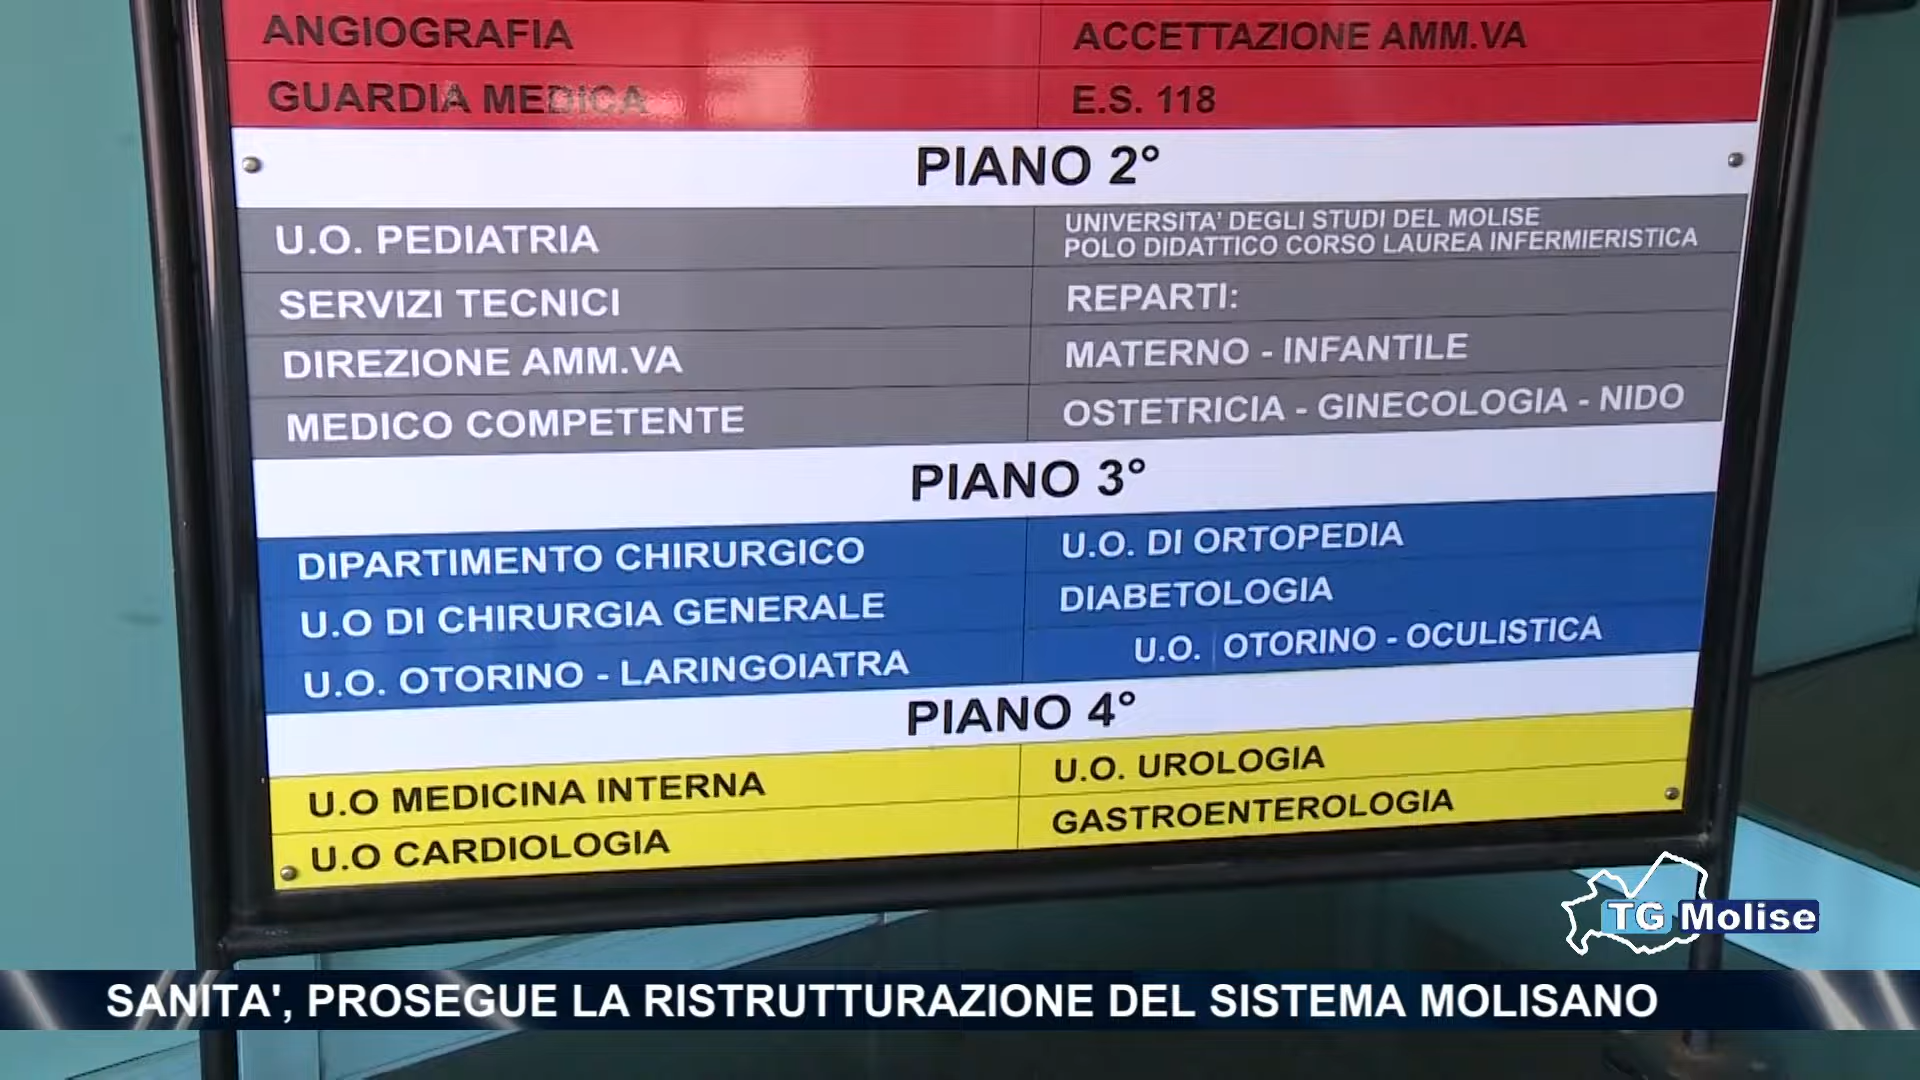 ANGIOGRAFIA
ACCETTAZIONE AMM.VA
GUARDIA MEDICA
E.S. 118
PIANO 2°
U.O. PEDIATRIA
UNIVERSITA' DEGLI STUDI DEL MOLISE
POLO DIDATTICO CORSO LAUREA INFERMIERISTICA
SERVIZI TECNICI
REPARTI:
DIREZIONE AMM.VA
MATERNO - INFANTILE
MEDICO COMPETENTE
OSTETRICIA - GINECOLOGIA - NIDO
PIANO 3°
DIPARTIMENTO CHIRURGICO
U.O. DI ORTOPEDIA
U.O DI CHIRURGIA GENERALE
DIABETOLOGIA
U.O. OTORINO - LARINGOIATRA
U.O. OTORINO - OCULISTICA
PIANO 4°
U.O MEDICINA INTERNA
U.O. UROLOGIA
U.O CARDIOLOGIA
GASTROENTEROLOGIA
TG Molise
SANITA', PROSEGUE LA RISTRUTTURAZIONE DEL SISTEMA MOLISANO